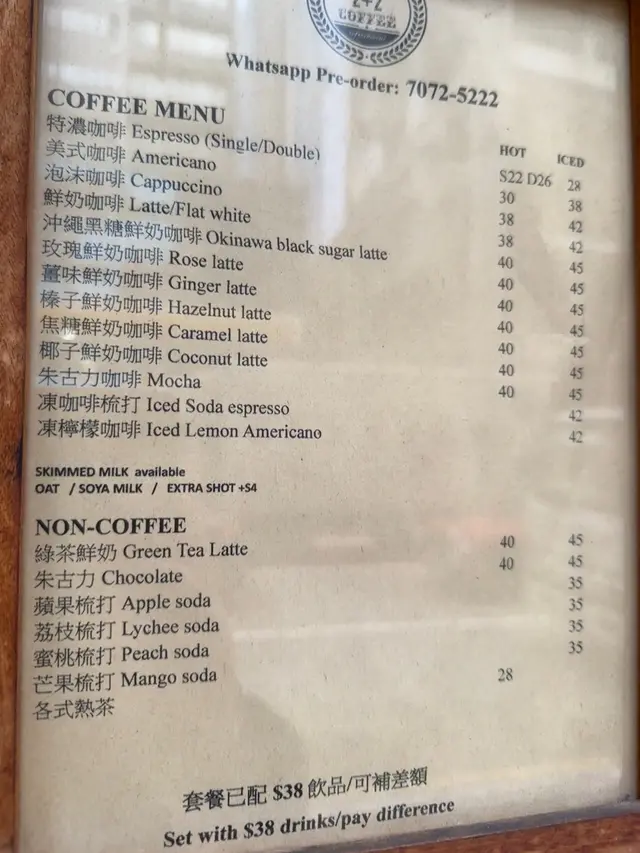 2+2
COFFEE
Whatsapp Pre-order: 7072-5222
COFFEE MENU
HOT ICED
特濃咖啡 Espresso (Single/Double) S22 D26 28
美式咖啡 Americano 30 38
泡沫咖啡 Cappuccino 38 42
鮮奶咖啡 Latte/Flat white 38 42
沖繩黑糖鮮奶咖啡 Okinawa black sugar latte 40 45
玫瑰鮮奶咖啡 Rose latte 40 45
薑味鮮奶咖啡 Ginger latte 40 45
榛子鮮奶咖啡 Hazelnut latte 40 45
焦糖鮮奶咖啡 Caramel latte 40 45
椰子鮮奶咖啡 Coconut latte 40 45
朱古力咖啡 Mocha 40 45
凍咖啡梳打 Iced Soda espresso 42
凍檸檬咖啡 Iced Lemon Americano 42
SKIMMED MILK available
OAT / SOYA MILK / EXTRA SHOT +$4
NON-COFFEE
綠茶鮮奶 Green Tea Latte 40 45
朱古力 Chocolate 40 45
蘋果梳打 Apple soda 35
荔枝梳打 Lychee soda 35
蜜桃梳打 Peach soda 35
芒果梳打 Mango soda 35
各式熱茶 28
套餐已配 $38 飲品/可補差額
Set with $38 drinks/pay difference